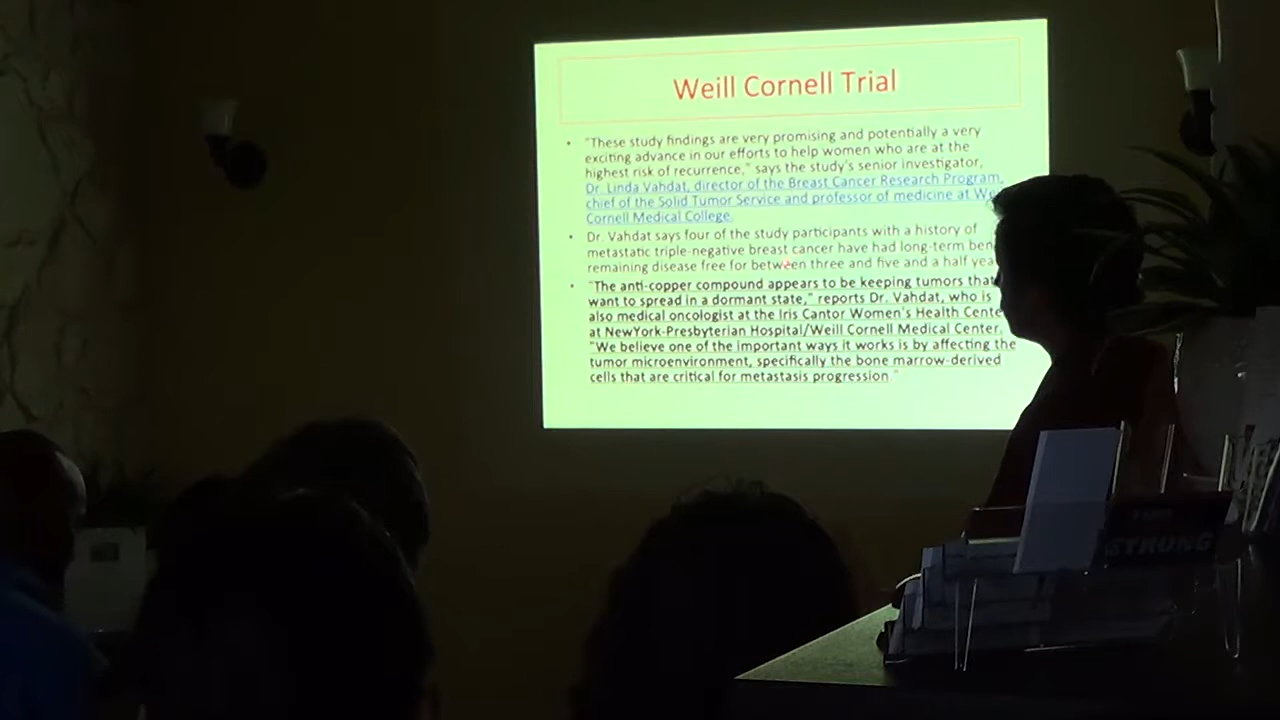 Weill Cornell Trial
• "These study findings are very promising and potentially a very
exciting advance in our efforts to help women who are at the
highest risk of recurrence," says the study's senior investigator,
Dr. Linda Vahdat, director of the Breast Cancer Research Program,
chief of the Solid Tumor Service and professor of medicine at We
Cornell Medical College.
• Dr. Vahdat says four of the study participants with a history of
metastatic triple-negative breast cancer have had long-term ben
remaining disease free for between three and five and a half yea
• "The anti-copper compound appears to be keeping tumors that
want to spread in a dormant state," reports Dr. Vahdat, who is
also medical oncologist at the Iris Cantor Women's Health Cente
at NewYork-Presbyterian Hospital/Weill Cornell Medical Center.
"We believe one of the important ways it works is by affecting the
tumor microenvironment, specifically the bone marrow-derived
cells that are critical for metastasis progression."
STRONG